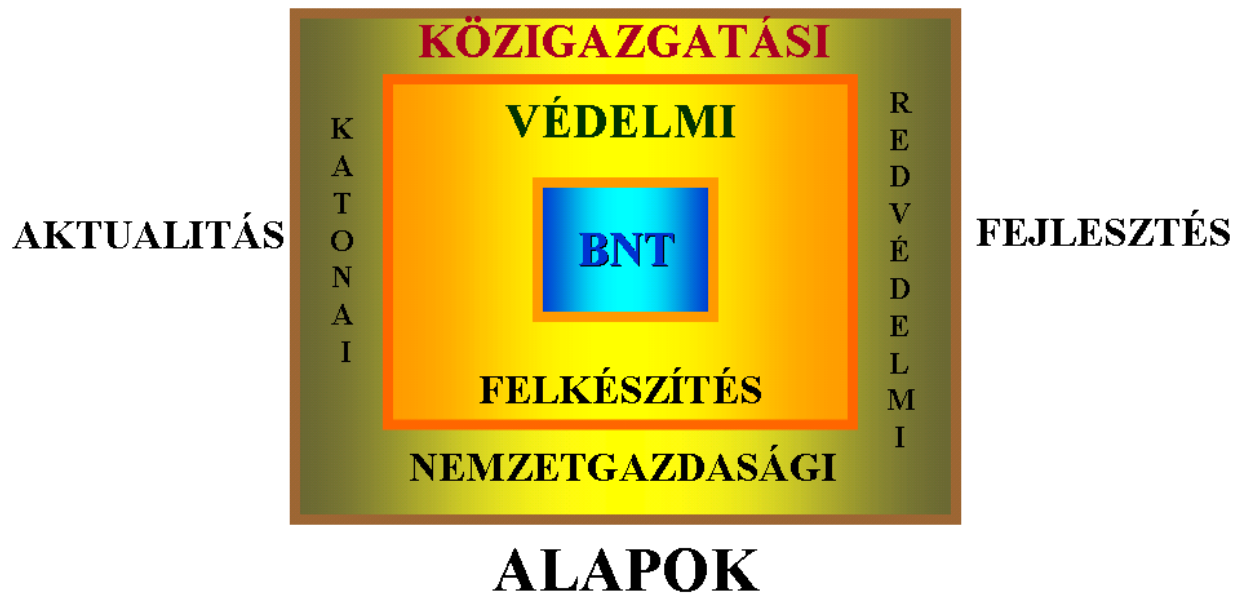 KÖZIGAZGATÁSI
VÉDELMI
KATONAI
REDVÉDELMI
AKTUALITÁS
BNT
FEJLESZTÉS
FELKÉSZÍTÉS
NEMZETGAZDASÁGI
ALAPOK